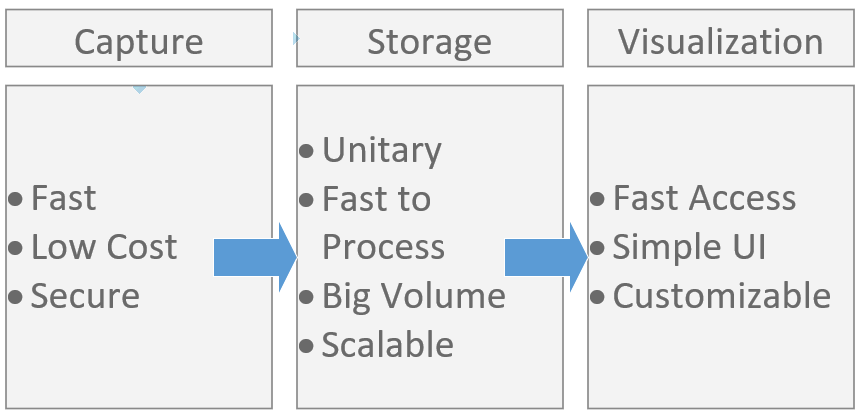 Capture
Storage
Visualization
• Fast
• Low Cost
• Secure
• Unitary
• Fast to
Process
• Big Volume
• Scalable
• Fast Access
• Simple UI
• Customizable